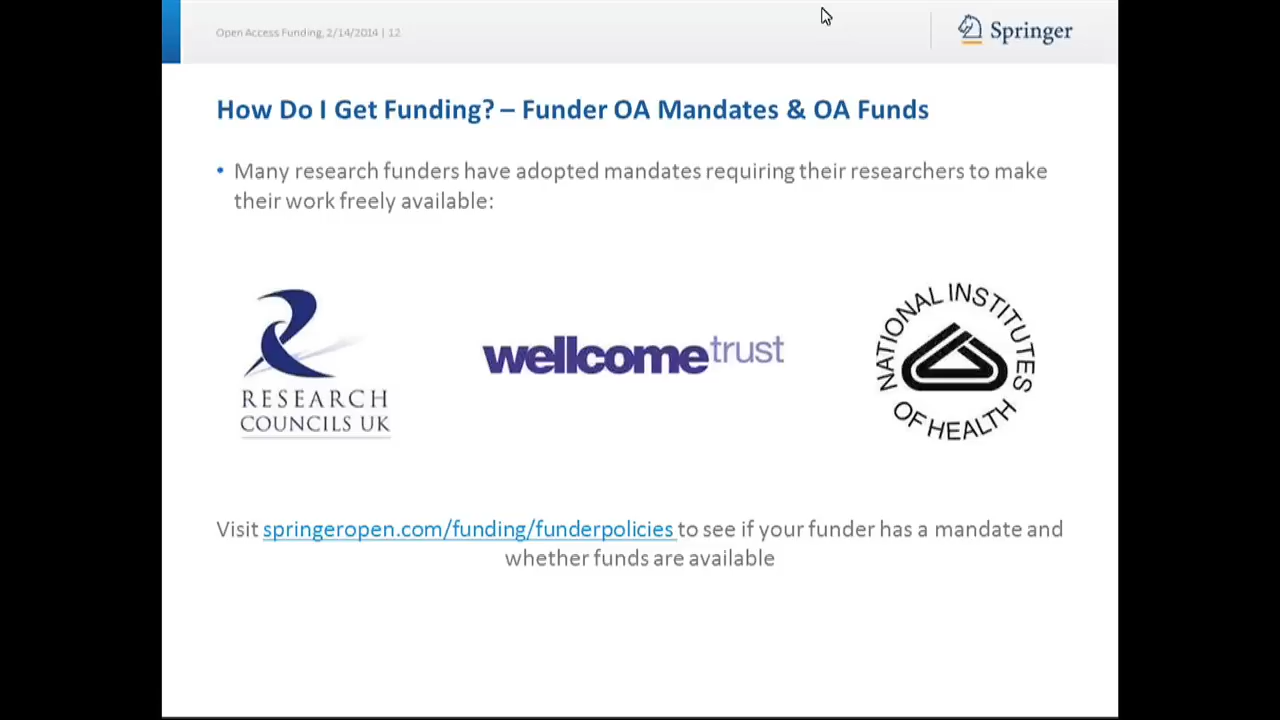 Open Access Funding, 2/14/2014 | 12
Springer
How Do I Get Funding? – Funder OA Mandates & OA Funds
• Many research funders have adopted mandates requiring their researchers to make
their work freely available:
RESEARCH
COUNCILS UK
wellcometrust
NATIONAL INSTITUTES
OF HEALTH
Visit springeropen.com/funding/funderpolicies to see if your funder has a mandate and
whether funds are available